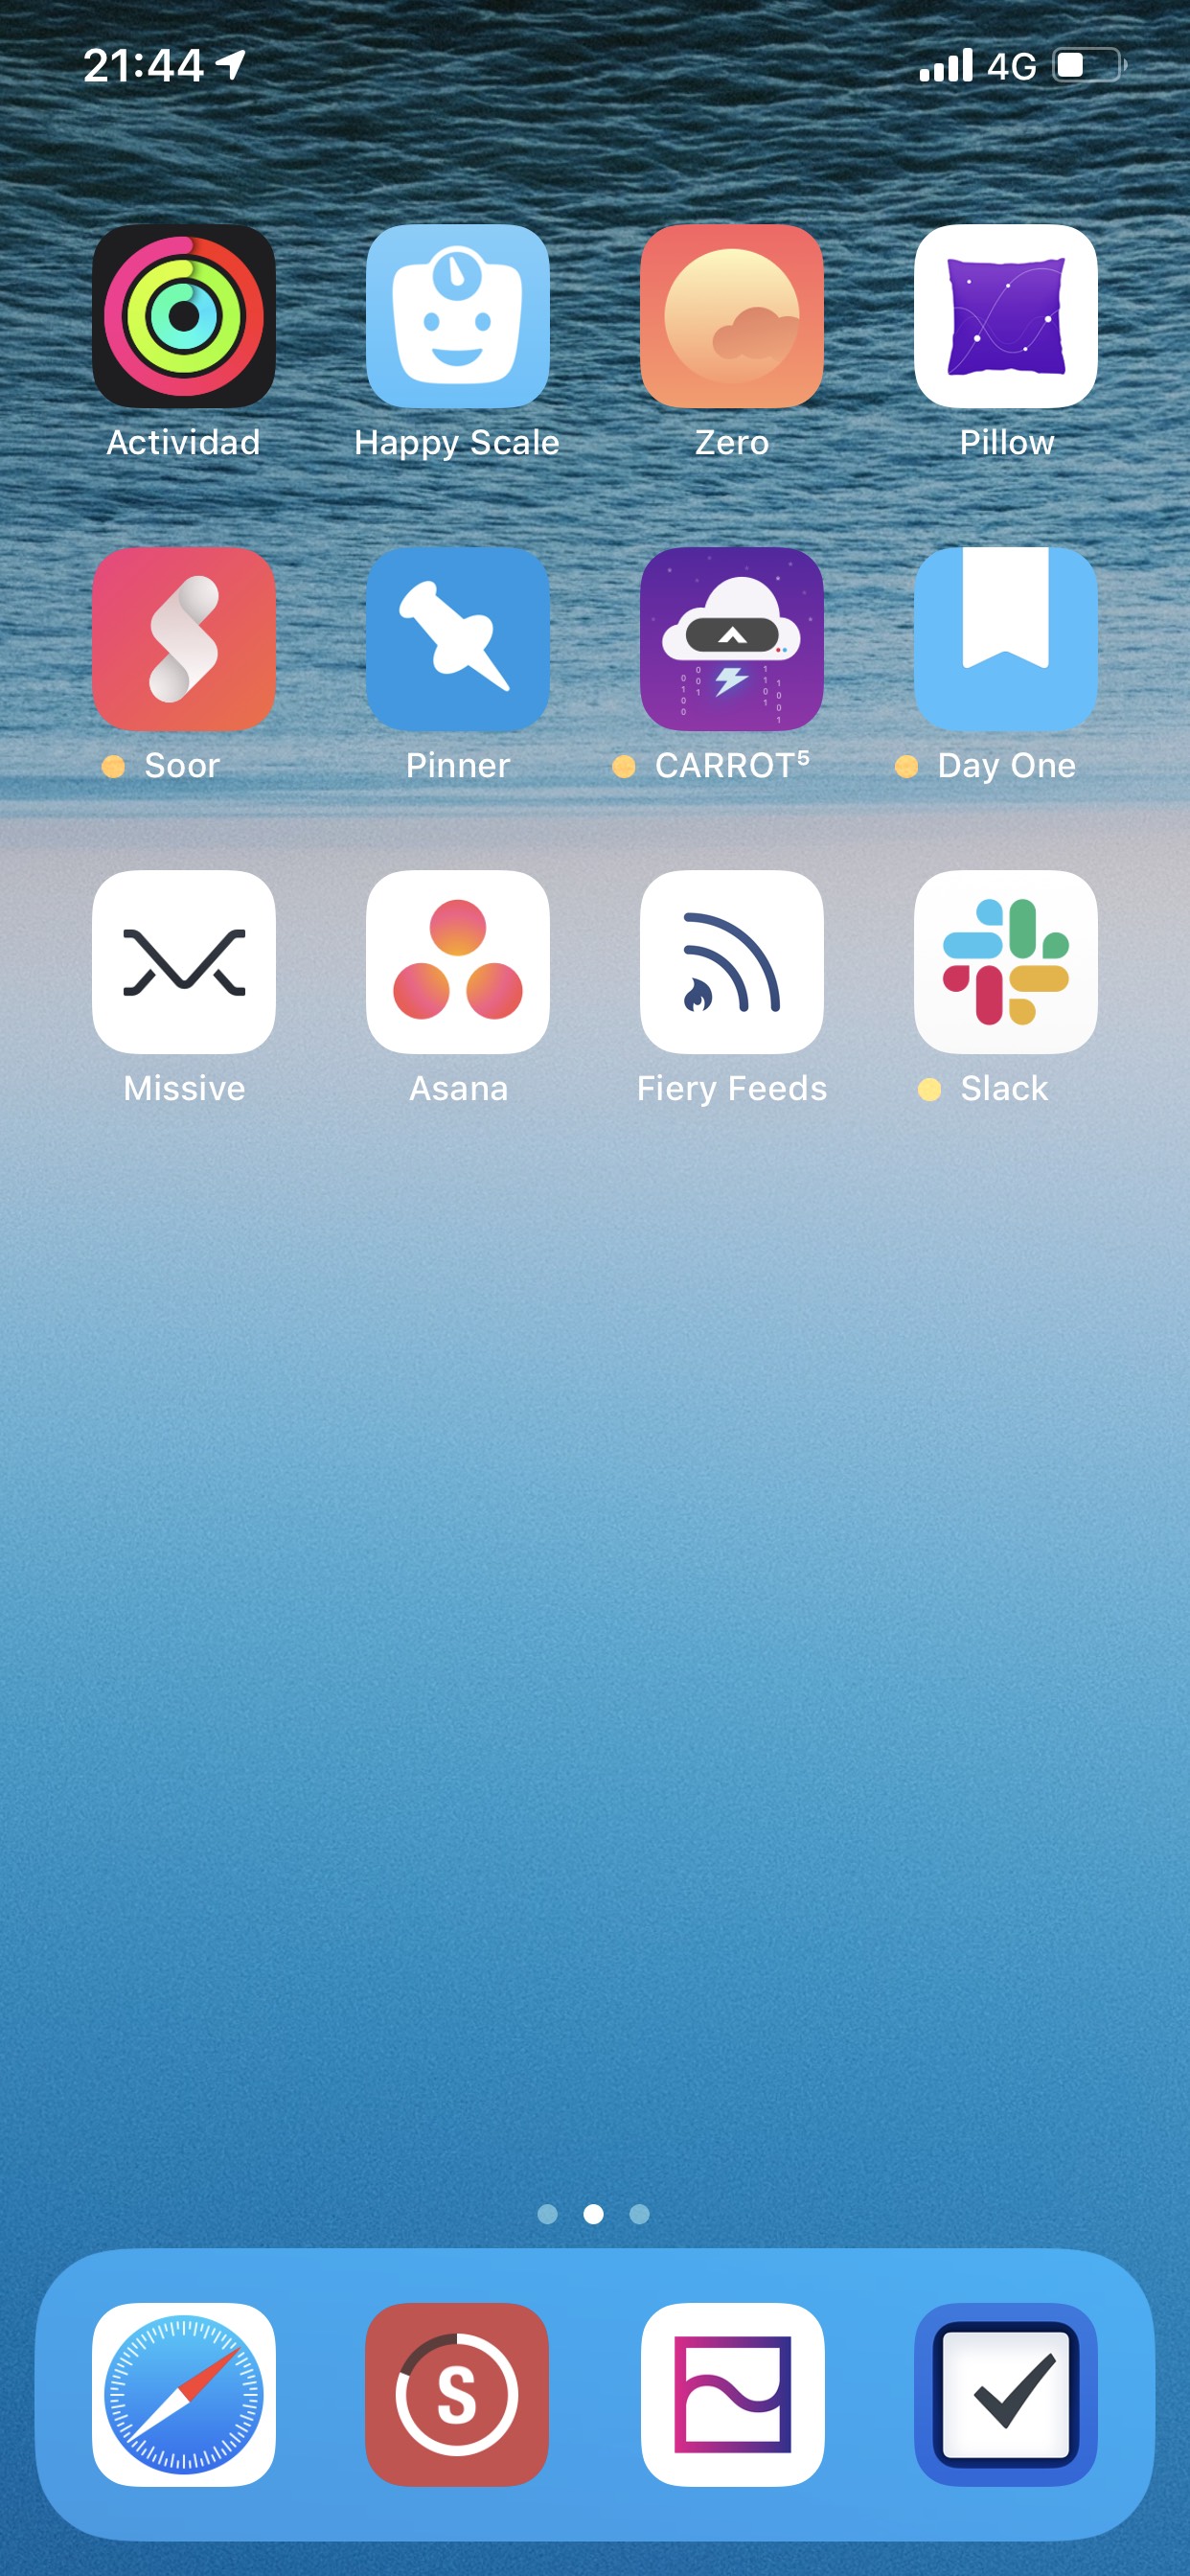 21:44 4G
Actividad Happy Scale Zero Pillow
Soor Pinner CARROT⁵ Day One
Missive Asana Fiery Feeds Slack
S